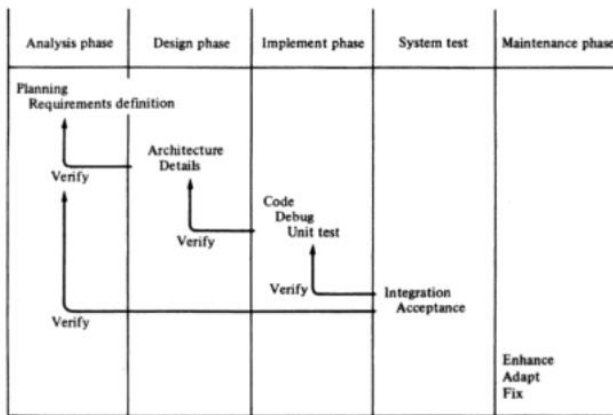 Analysis phase
Design phase
Implement phase
System test
Maintenance phase
Planning
Requirements definition
Verify
Architecture
Details
Verify
Code
Debug
Unit test
Verify
Integration
Acceptance
Verify
Enhance
Adapt
Fix